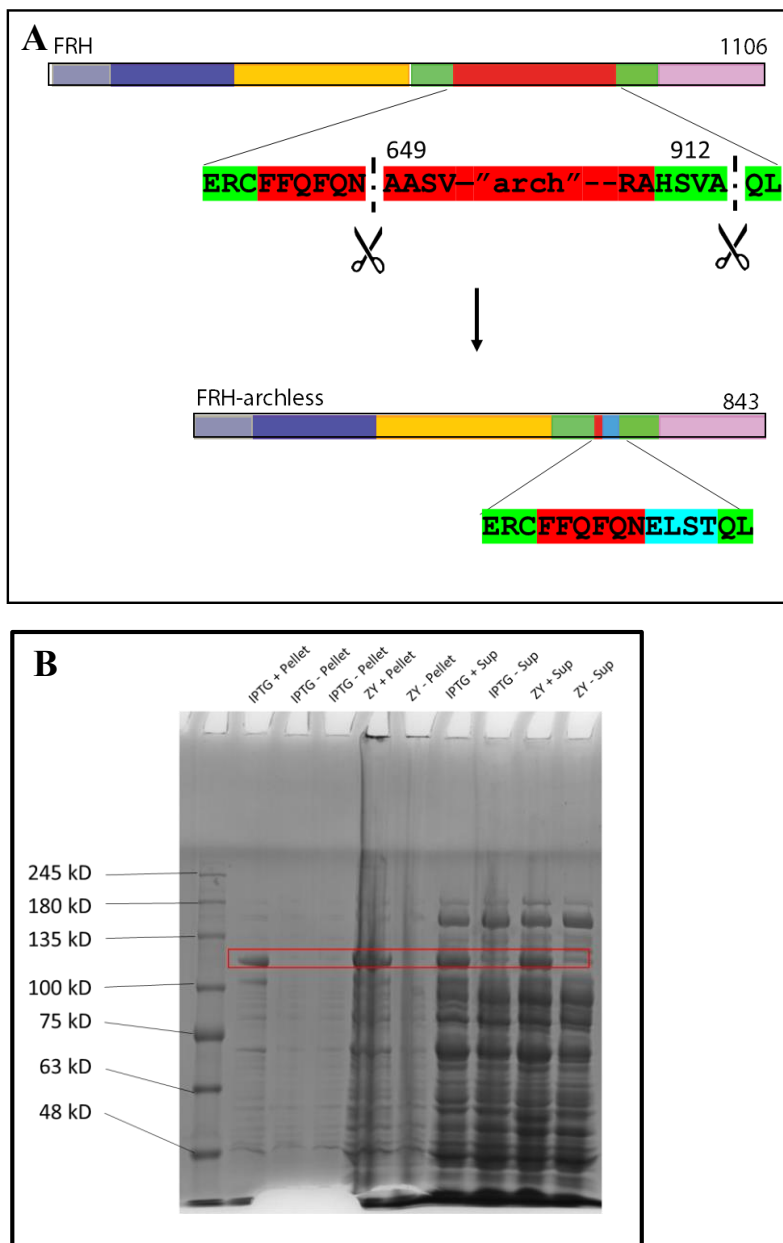 A
FRH 1106
649 912
ERCFFQFQN AASV–"arch"--RAHSVA QL
FRH-archless 843
ERCFFQFQNELSTQL
B
IPTG + Pellet
IPTG - Pellet
IPTG - Pellet
ZY + Pellet
ZY - Pellet
IPTG + Sup
IPTG - Sup
ZY + Sup
ZY - Sup
245 kD
180 kD
135 kD
100 kD
75 kD
63 kD
48 kD